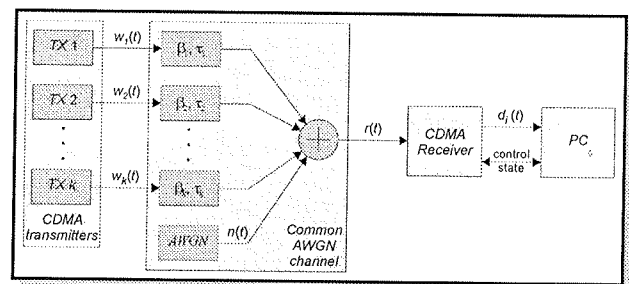 TX 1
w1(t)
β1, τ1
TX 2
w2(t)
β2, τ2
r(t)
CDMA
Receiver
di(t)
control
state
PC
TX K
wK(t)
βk, τk
CDMA
transmitters
AWGN
n(t)
Common
AWGN
channel